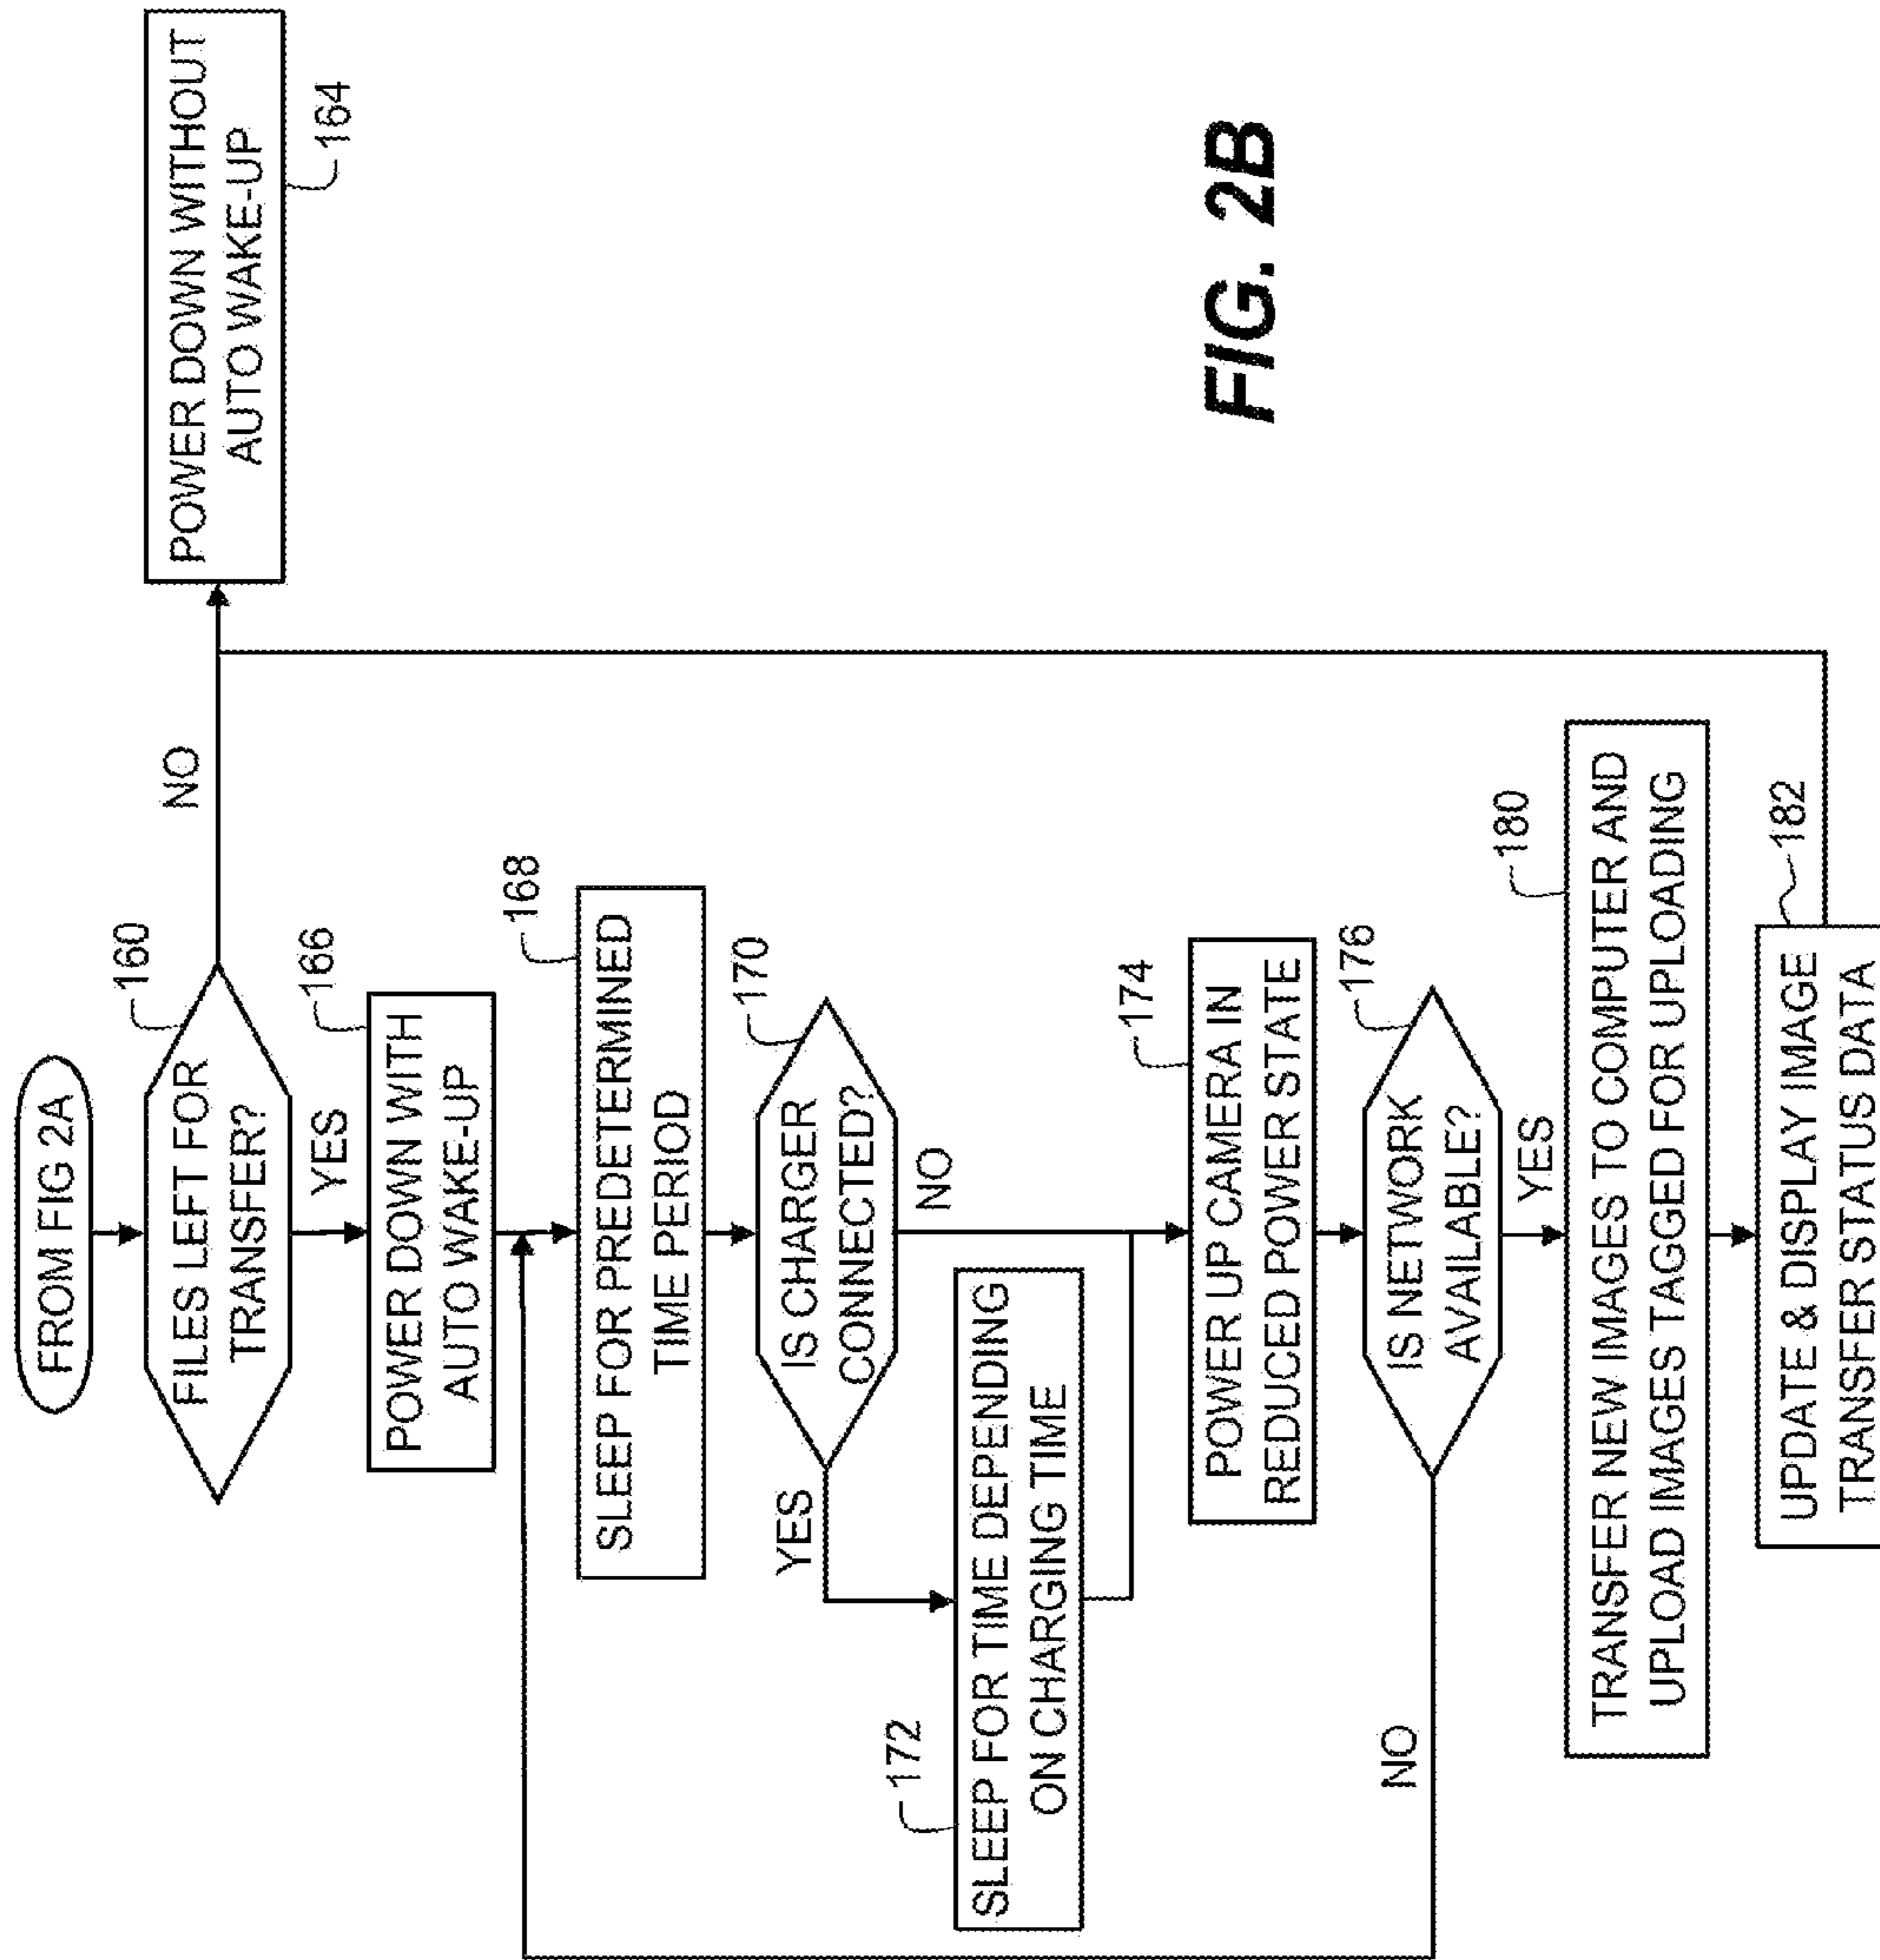 FROM FIG 2A
160
FILES LEFT FOR
TRANSFER?
NO
POWER DOWN WITHOUT
AUTO WAKE-UP
164
YES
166
POWER DOWN WITH
AUTO WAKE-UP
168
SLEEP FOR PREDETERMINED
TIME PERIOD
170
IS CHARGER
CONNECTED?
YES
NO
172
SLEEP FOR TIME DEPENDING
ON CHARGING TIME
174
POWER UP CAMERA IN
REDUCED POWER STATE
176
IS NETWORK
AVAILABLE?
NO
YES
180
TRANSFER NEW IMAGES TO COMPUTER AND
UPLOAD IMAGES TAGGED FOR UPLOADING
182
UPDATE & DISPLAY IMAGE
TRANSFER STATUS DATA
FIG. 2B